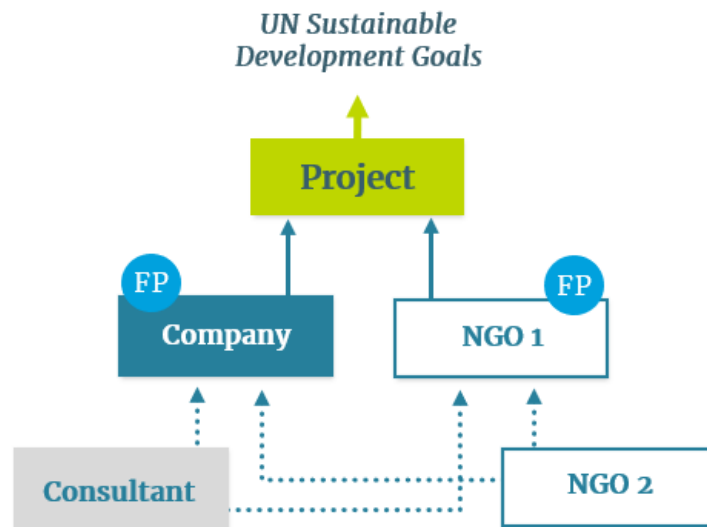 UN Sustainable
Development Goals
Project
FP
FP
Company
NGO 1
Consultant
NGO 2